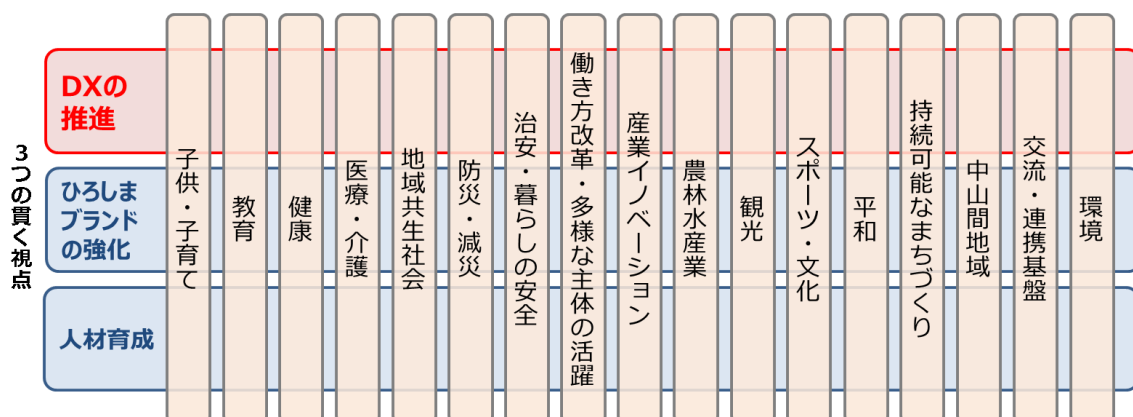 3つの貫く視点
DXの
推進
ひろしま
ブランド
の強化
人材育成
子供・子育て
教育
健康
医療・介護
地域共生社会
防災・減災
治安・暮らしの安全
働き方改革・多様な主体の活躍
産業イノベーション
農林水産業
観光
スポーツ・文化
平和
持続可能なまちづくり
中山間地域
交流・連携基盤
環境